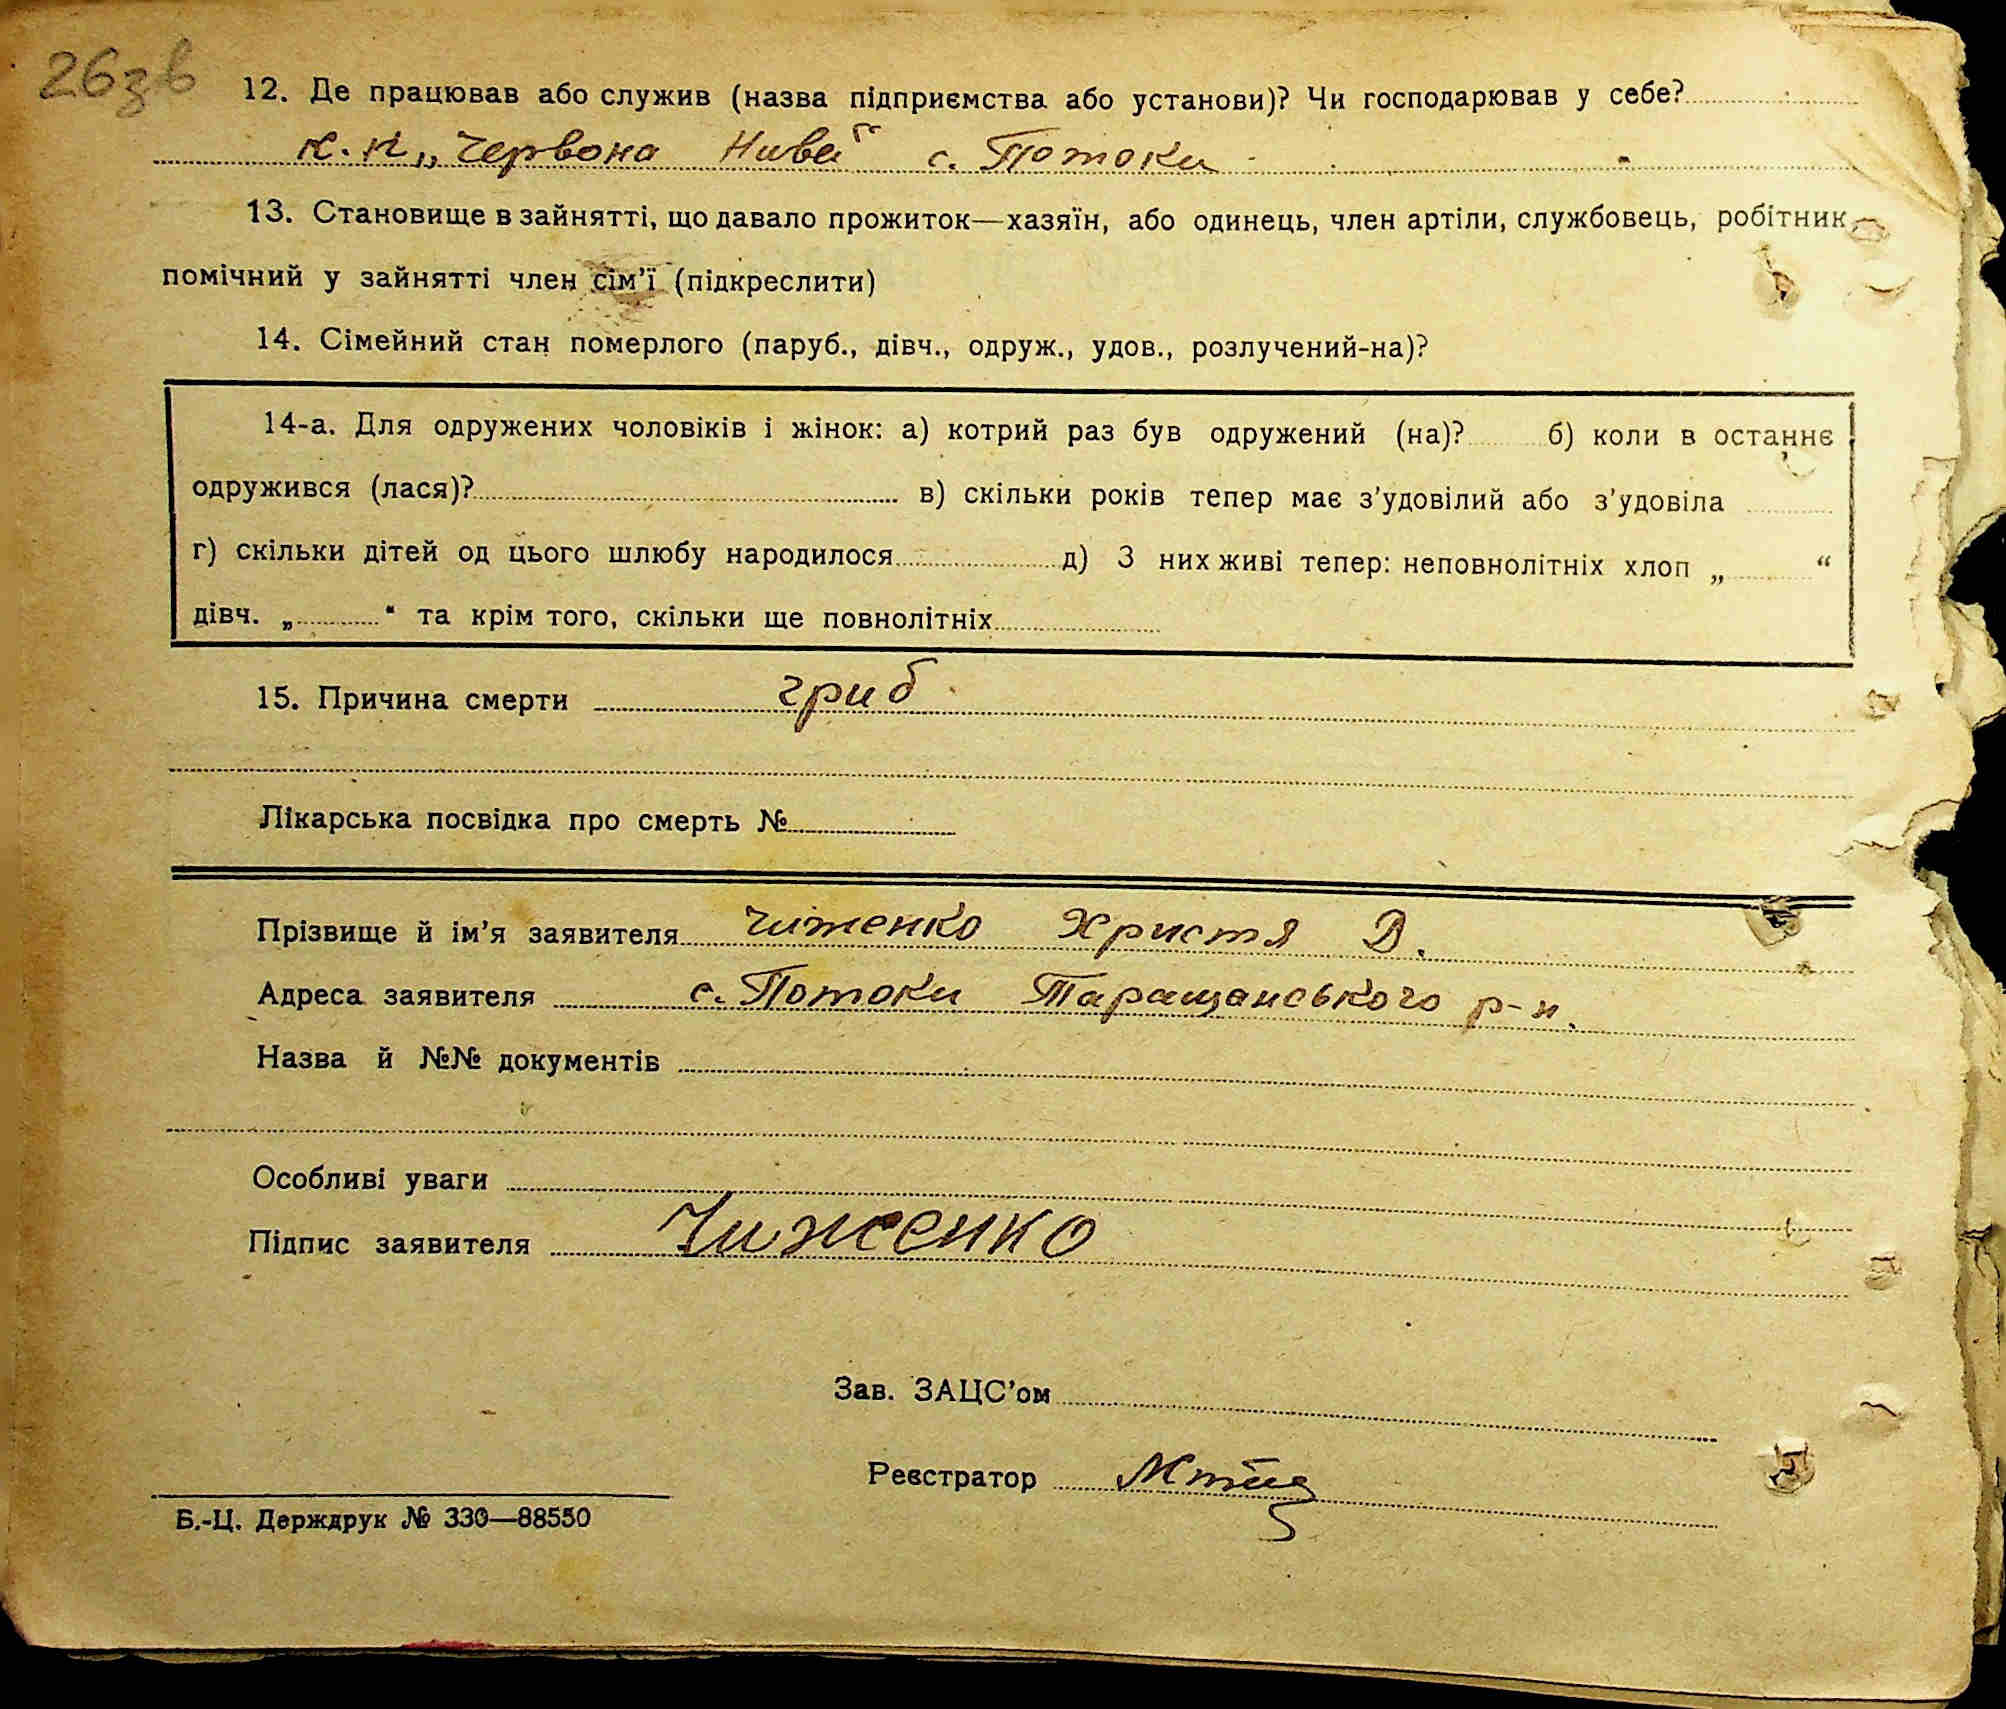 26зв
12. Де працював або служив (назва підприємства або установи)? Чи господарював у себе?
к.к „Червона Нива" с. Потоки
13. Становище в зайнятті, що давало прожиток—хазяїн, або одинець, член артіли, службовець, робітник,
помічний у зайнятті член сім'ї (підкреслити)
14. Сімейний стан померлого (паруб., дівч., одруж., удов., розлучений-на)?
14-а. Для одружених чоловіків і жінок: а) котрий раз був одружений (на)? б) коли в останнє
одружився (лася)? в) скільки років тепер має з'удовілий або з'удовіла
г) скільки дітей од цього шлюбу народилося д) З них живі тепер: неповнолітніх хлоп „ “
дівч. „ “ та крім того, скільки ще повнолітніх
15. Причина смерти гриб
Лікарська посвідка про смерть №
Прізвище й ім'я заявителя Чиженко Христя Д.
Адреса заявителя с. Потоки Таращанського р-н.
Назва й №№ документів
Особливі уваги
Підпис заявителя Чиженко
Зав. ЗАЦС'ом
Реєстратор
Б.-Ц. Держдрук № 330—88550